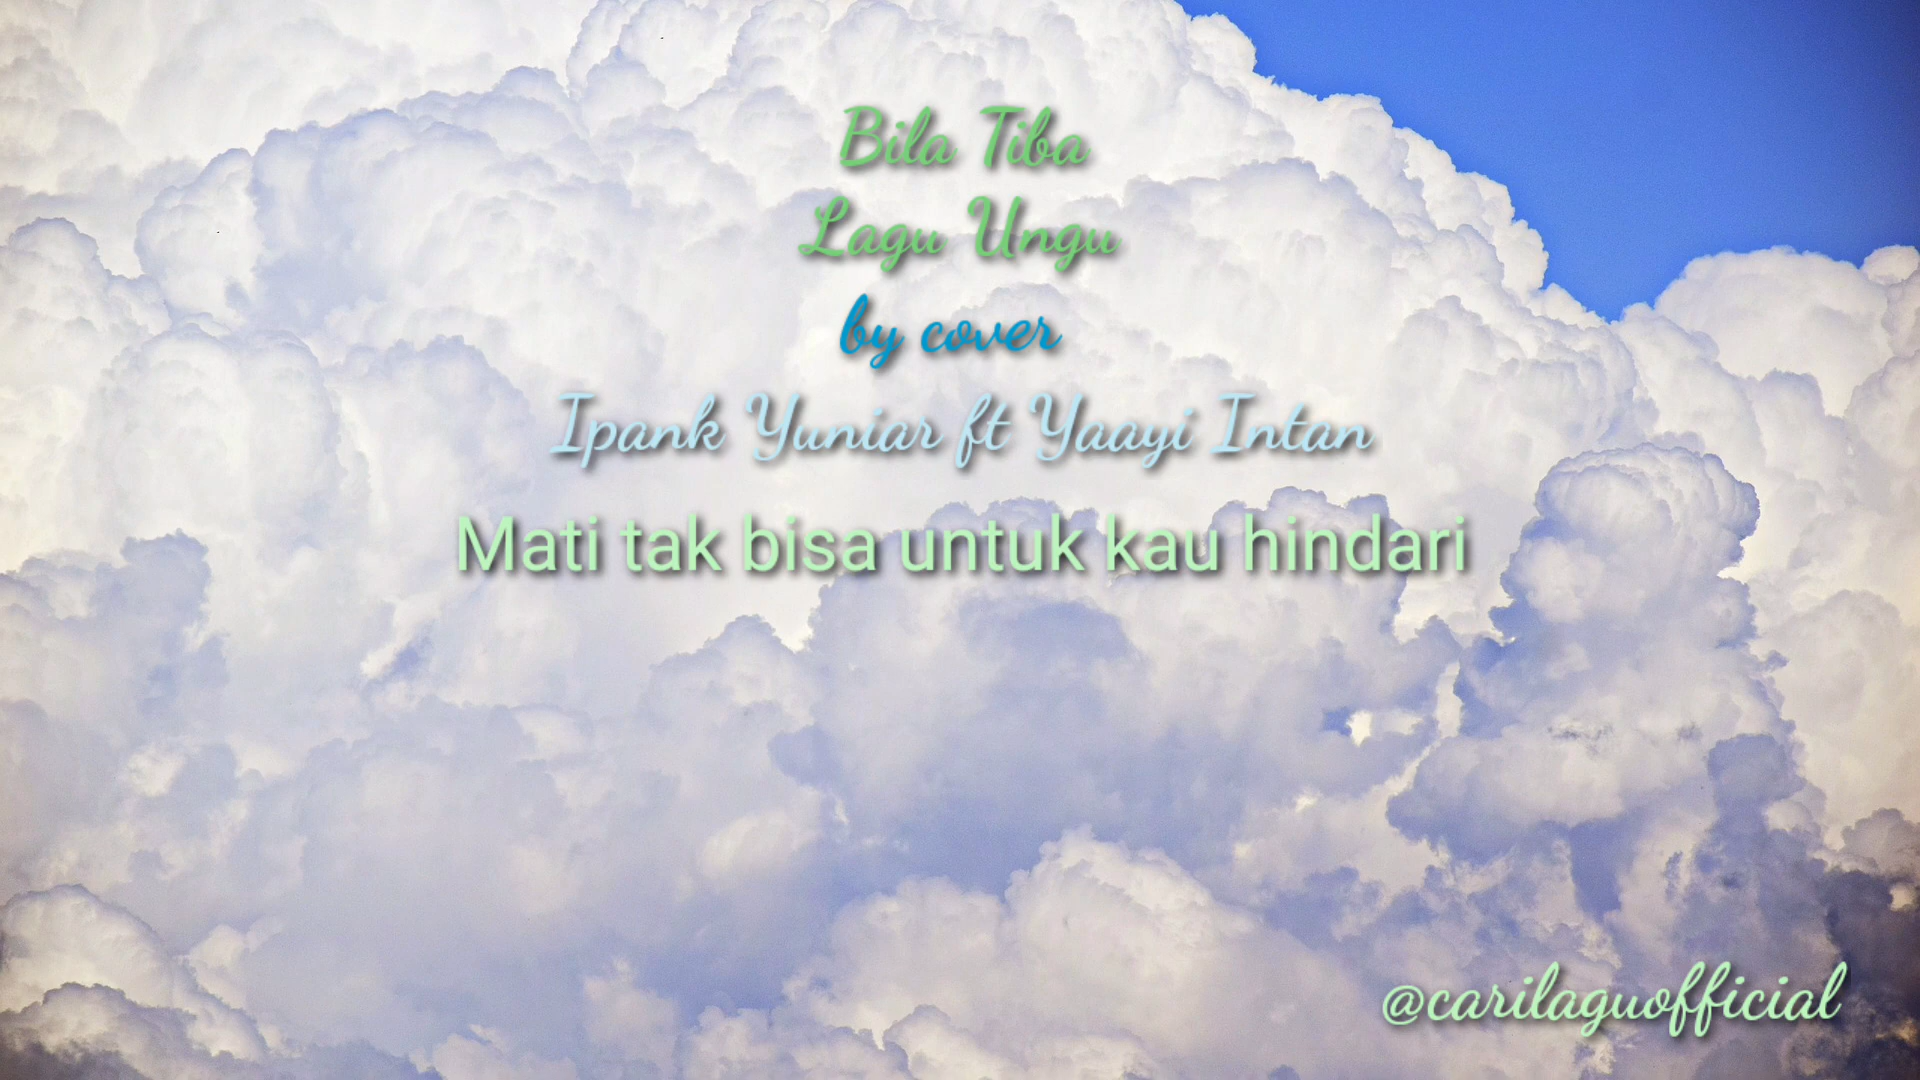 Bila Tiba
Lagu Ungu
by cover
Ipank Yuniar ft Yaayi Intan
Mati tak bisa untuk kau hindari
@carilaguofficial